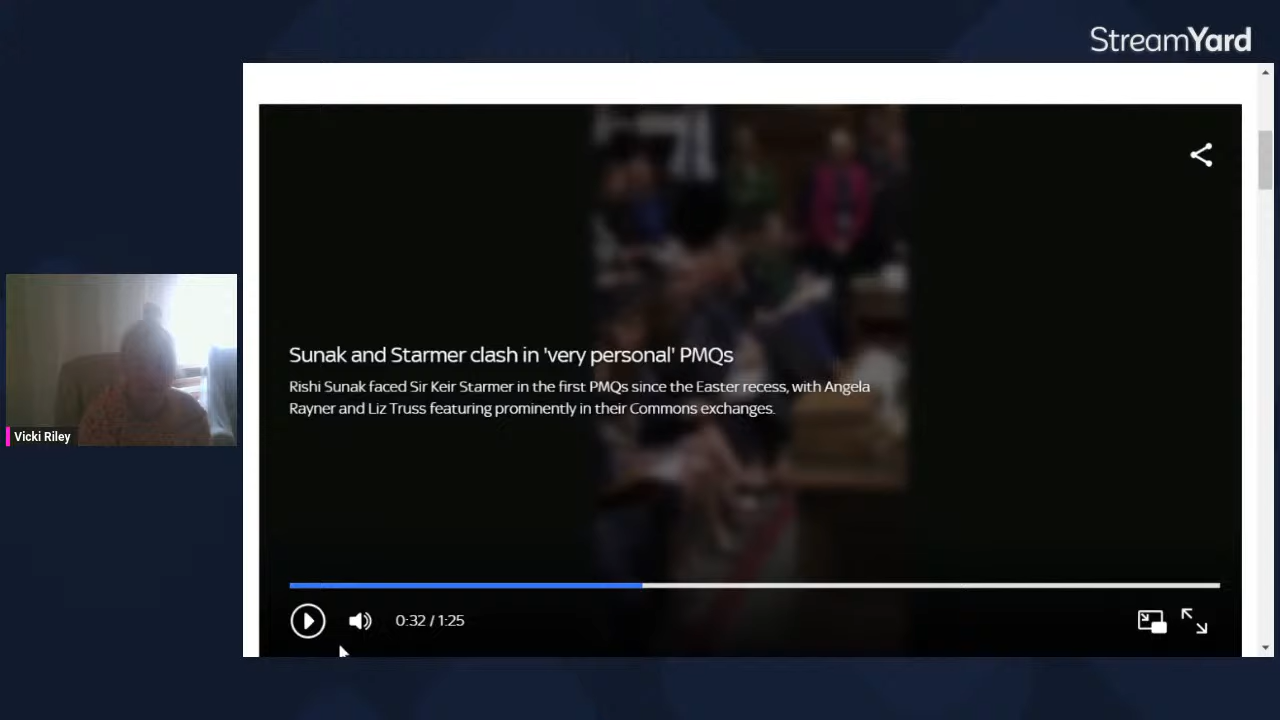 StreamYard
Sunak and Starmer clash in 'very personal' PMQs
Rishi Sunak faced Sir Keir Starmer in the first PMQs since the Easter recess, with Angela
Rayner and Liz Truss featuring prominently in their Commons exchanges.
Vicki Riley
0:32 / 1:25